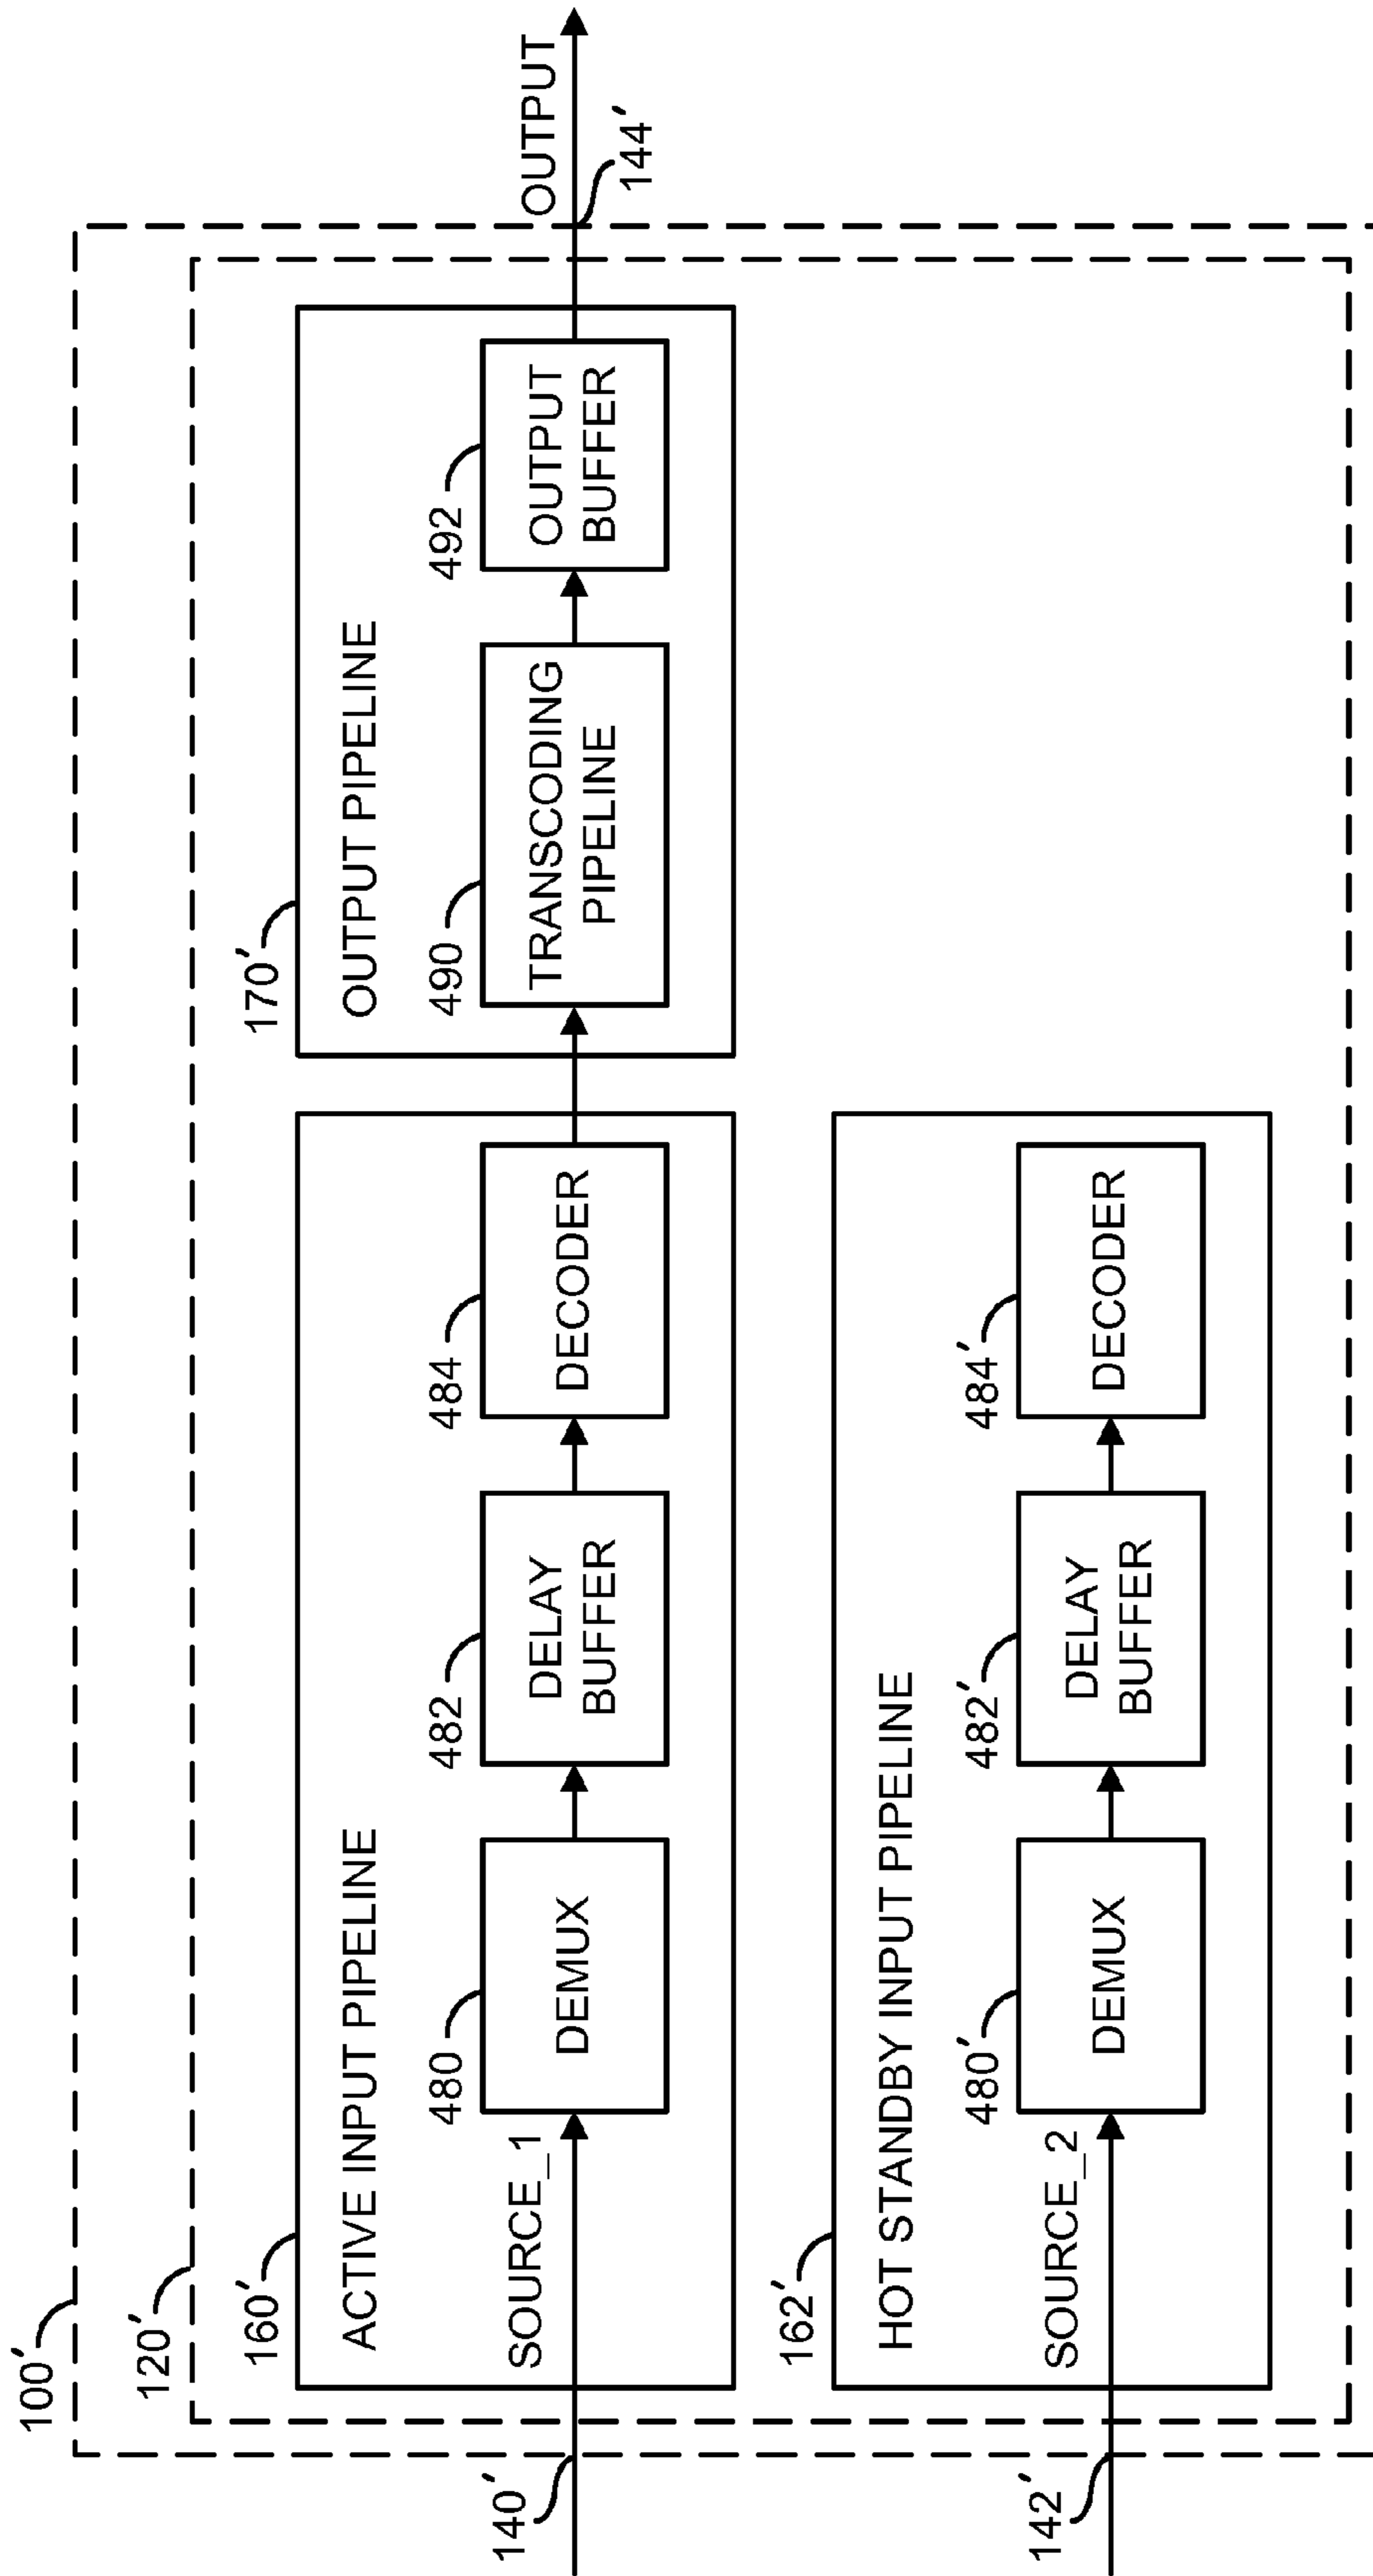 100′
120′
160′
ACTIVE INPUT PIPELINE
170′
OUTPUT PIPELINE
480
482
484
490
492
140′
SOURCE_1
DEMUX
DELAY
BUFFER
DECODER
TRANSCODING
PIPELINE
OUTPUT
BUFFER
OUTPUT
144′
162′
HOT STANDBY INPUT PIPELINE
480′
482′
484′
142′
SOURCE_2
DEMUX
DELAY
BUFFER
DECODER